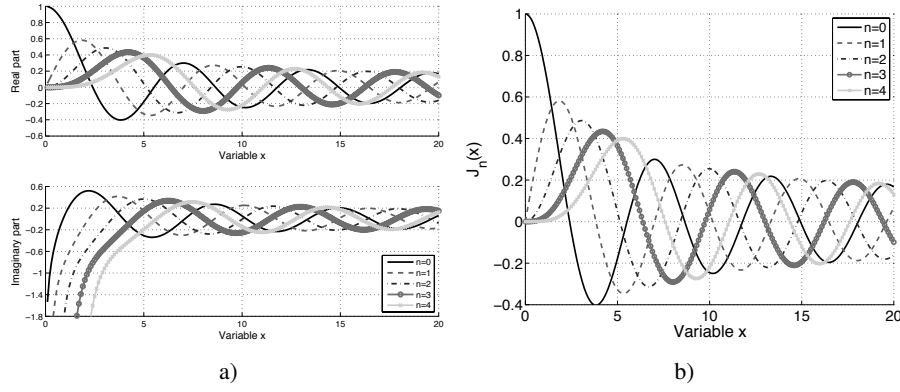 1
0.8
0.6
0.4
0.2
0
−0.2
−0.4
−0.6
Real part
0 5 10 15 20
Variable x
0.6
0.2
−0.2
−0.6
−1
−1.4
−1.8
Imaginary part
n=0
n=1
n=2
n=3
n=4
0 5 10 15 20
Variable x
a)
1
0.8
0.6
0.4
0.2
0
−0.2
−0.4
J_n(x)
n=0
n=1
n=2
n=3
n=4
0 5 10 15 20
Variable x
b)